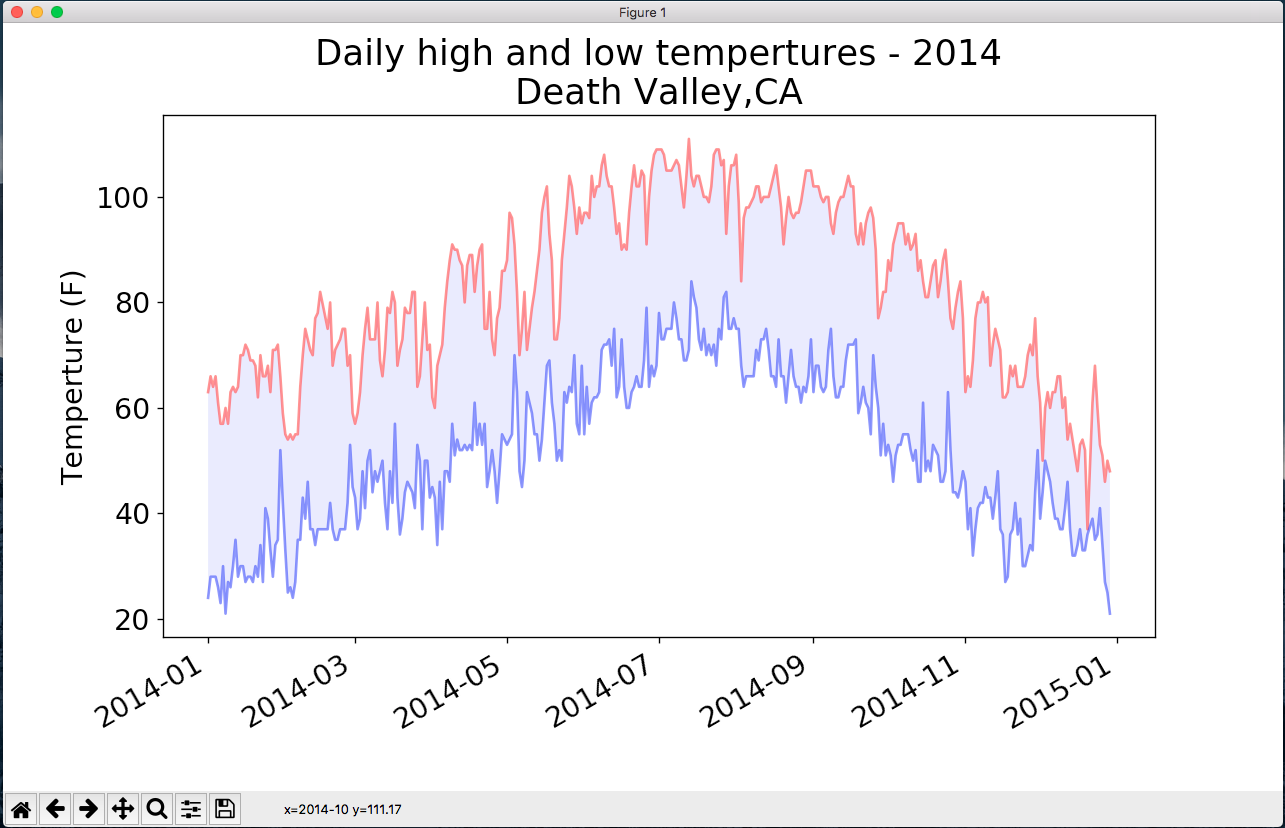 Figure 1
Daily high and low tempertures - 2014
Death Valley,CA
Temperture (F)
100
80
60
40
20
2014-01
2014-03
2014-05
2014-07
2014-09
2014-11
2015-01
x=2014-10 y=111.17